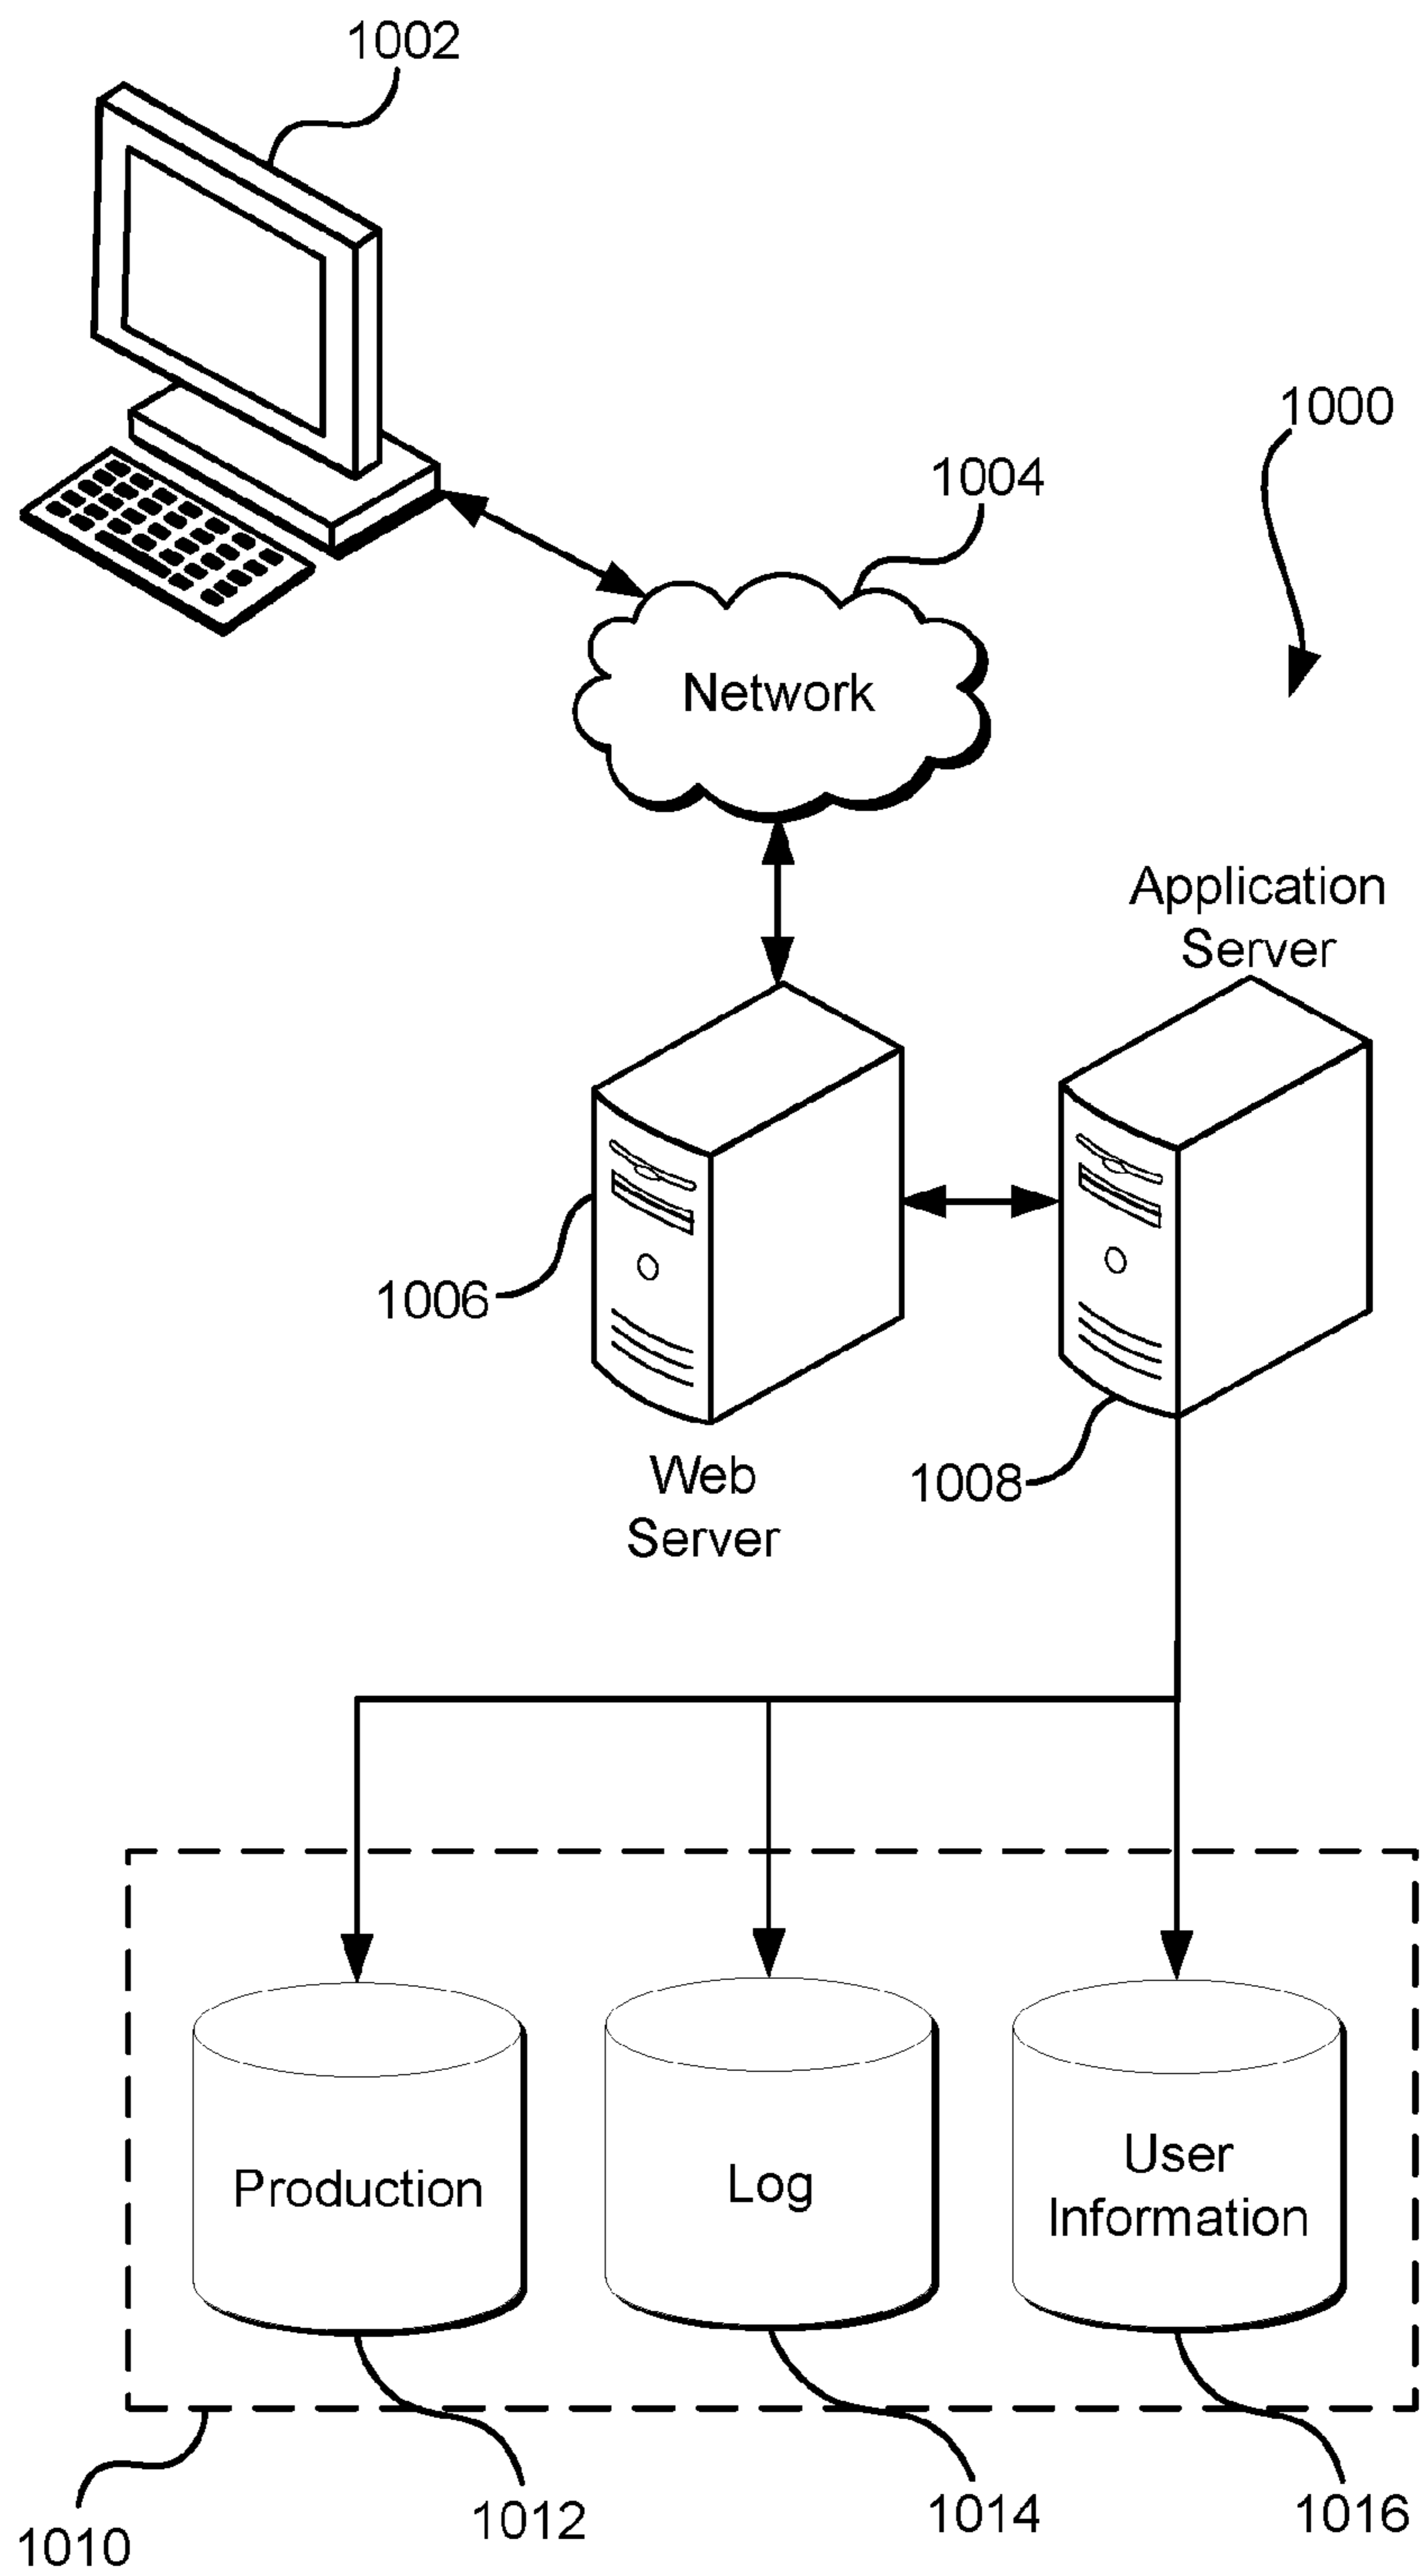 1002
1000
1004
Network
Application
Server
1006
Web
Server
1008
Production
Log
User
Information
1010
1012
1014
1016